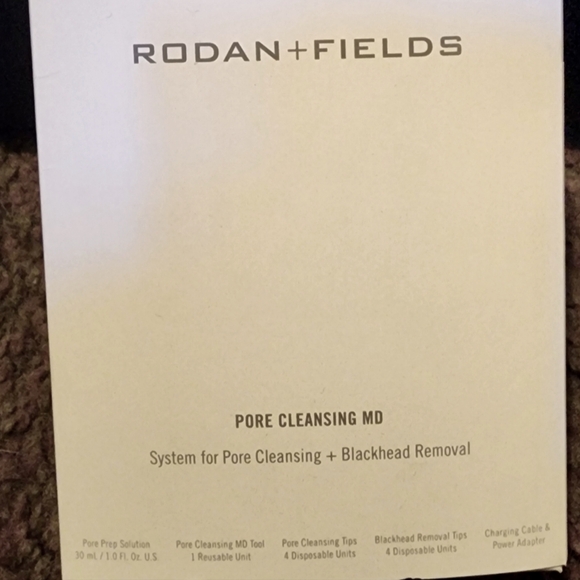 RODAN+FIELDS
PORE CLEANSING MD
System for Pore Cleansing + Blackhead Removal
Pore Prep Solution
30 mL / 1.0 Fl. Oz. U.S.
Pore Cleansing MD Tool
1 Reusable Unit
Pore Cleansing Tips
4 Disposable Units
Blackhead Removal Tips
4 Disposable Units
Charging Cable &
Power Adapter